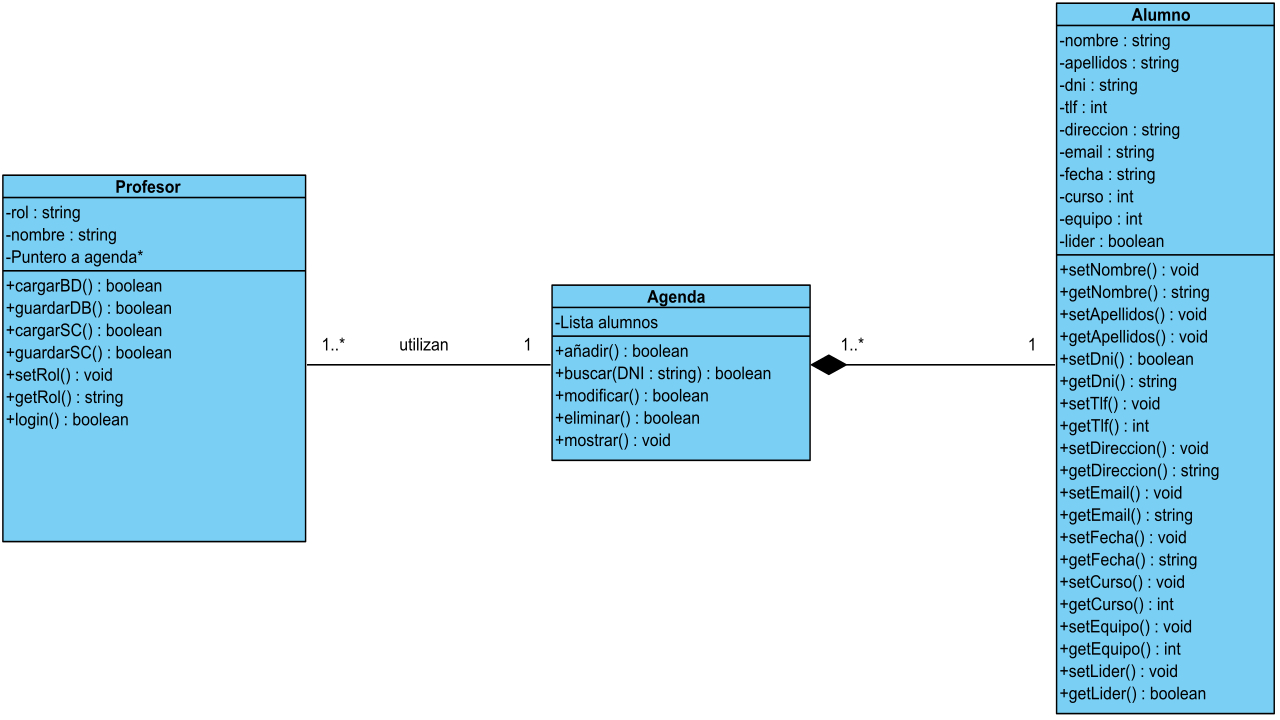 Profesor
-rol : string
-nombre : string
-Puntero a agenda*
+cargarBD() : boolean
+guardarDB() : boolean
+cargarSC() : boolean
+guardarSC() : boolean
+setRol() : void
+getRol() : string
+login() : boolean
1..*
utilizan
1
Agenda
-Lista alumnos
+añadir() : boolean
+buscar(DNI : string) : boolean
+modificar() : boolean
+eliminar() : boolean
+mostrar() : void
1..*
1
Alumno
-nombre : string
-apellidos : string
-dni : string
-tlf : int
-direccion : string
-email : string
-fecha : string
-curso : int
-equipo : int
-lider : boolean
+setNombre() : void
+getNombre() : string
+setApellidos() : void
+getApellidos() : void
+setDni() : boolean
+getDni() : string
+setTlf() : void
+getTlf() : int
+setDireccion() : void
+getDireccion() : string
+setEmail() : void
+getEmail() : string
+setFecha() : void
+getFecha() : string
+setCurso() : void
+getCurso() : int
+setEquipo() : void
+getEquipo() : int
+setLider() : void
+getLider() : boolean